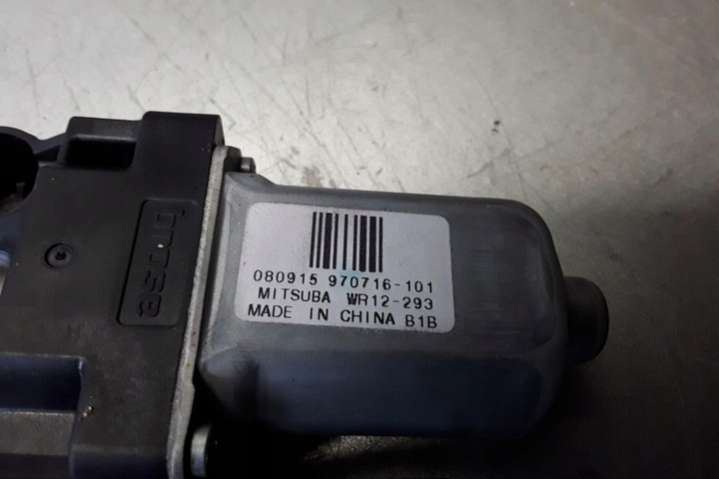 brose
080915 970716-101
MITSUBA WR12-293
MADE IN CHINA B1B